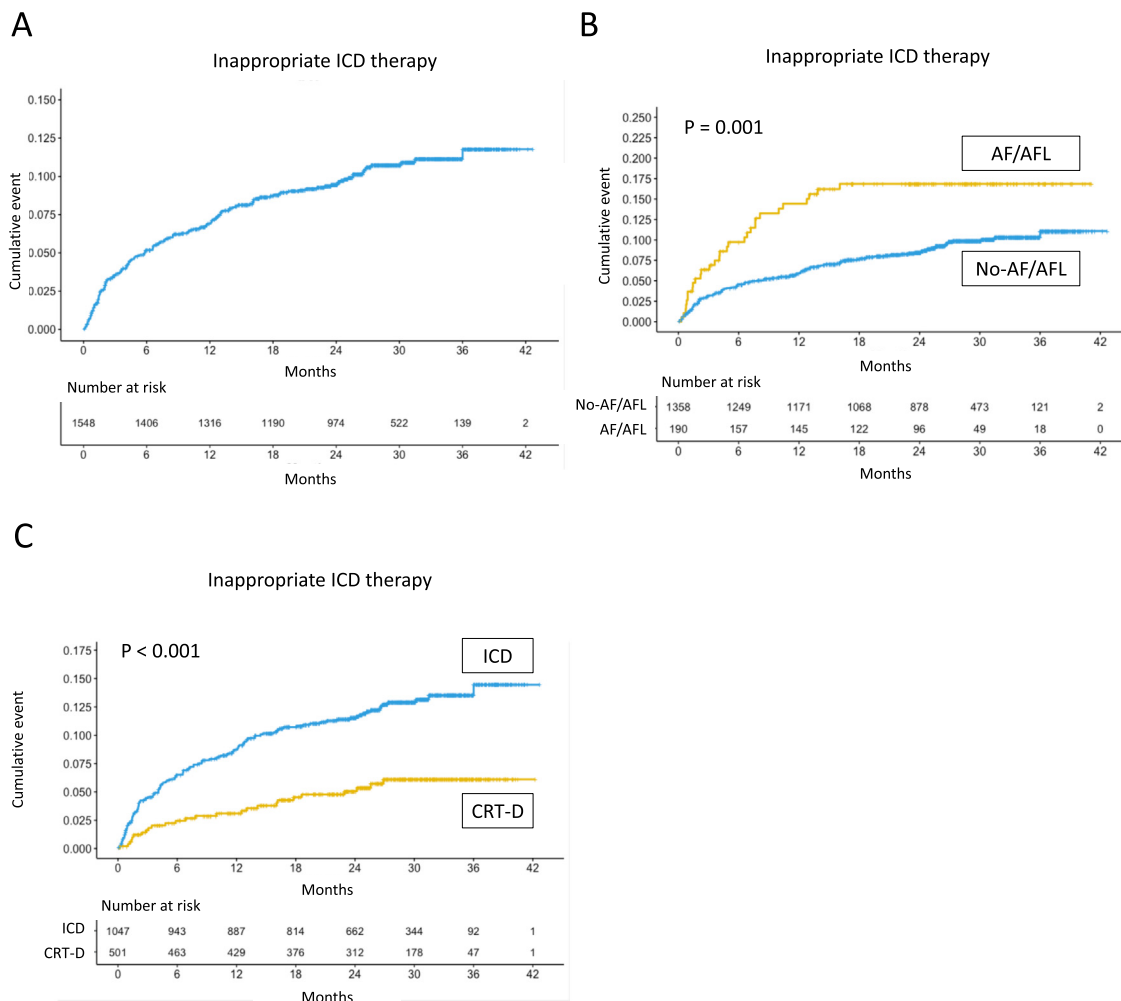 A
Inappropriate ICD therapy
0.150
0.125
0.100
0.075
0.050
0.025
0.000
Cumulative event
0 6 12 18 24 30 36 42
Months
Number at risk
1548 1406 1316 1190 974 522 139 2
0 6 12 18 24 30 36 42
Months
B
Inappropriate ICD therapy
P = 0.001
AF/AFL
No-AF/AFL
0.250
0.225
0.200
0.175
0.150
0.125
0.100
0.075
0.050
0.025
0.000
Cumulative event
0 6 12 18 24 30 36 42
Months
Number at risk
No-AF/AFL 1358 1249 1171 1068 878 473 121 2
AF/AFL 190 157 145 122 96 49 18 0
0 6 12 18 24 30 36 42
Months
C
Inappropriate ICD therapy
P < 0.001
ICD
CRT-D
0.175
0.150
0.125
0.100
0.075
0.050
0.025
0.000
Cumulative event
0 6 12 18 24 30 36 42
Months
Number at risk
ICD 1047 943 887 814 662 344 92 1
CRT-D 501 463 429 376 312 178 47 1
0 6 12 18 24 30 36 42
Months